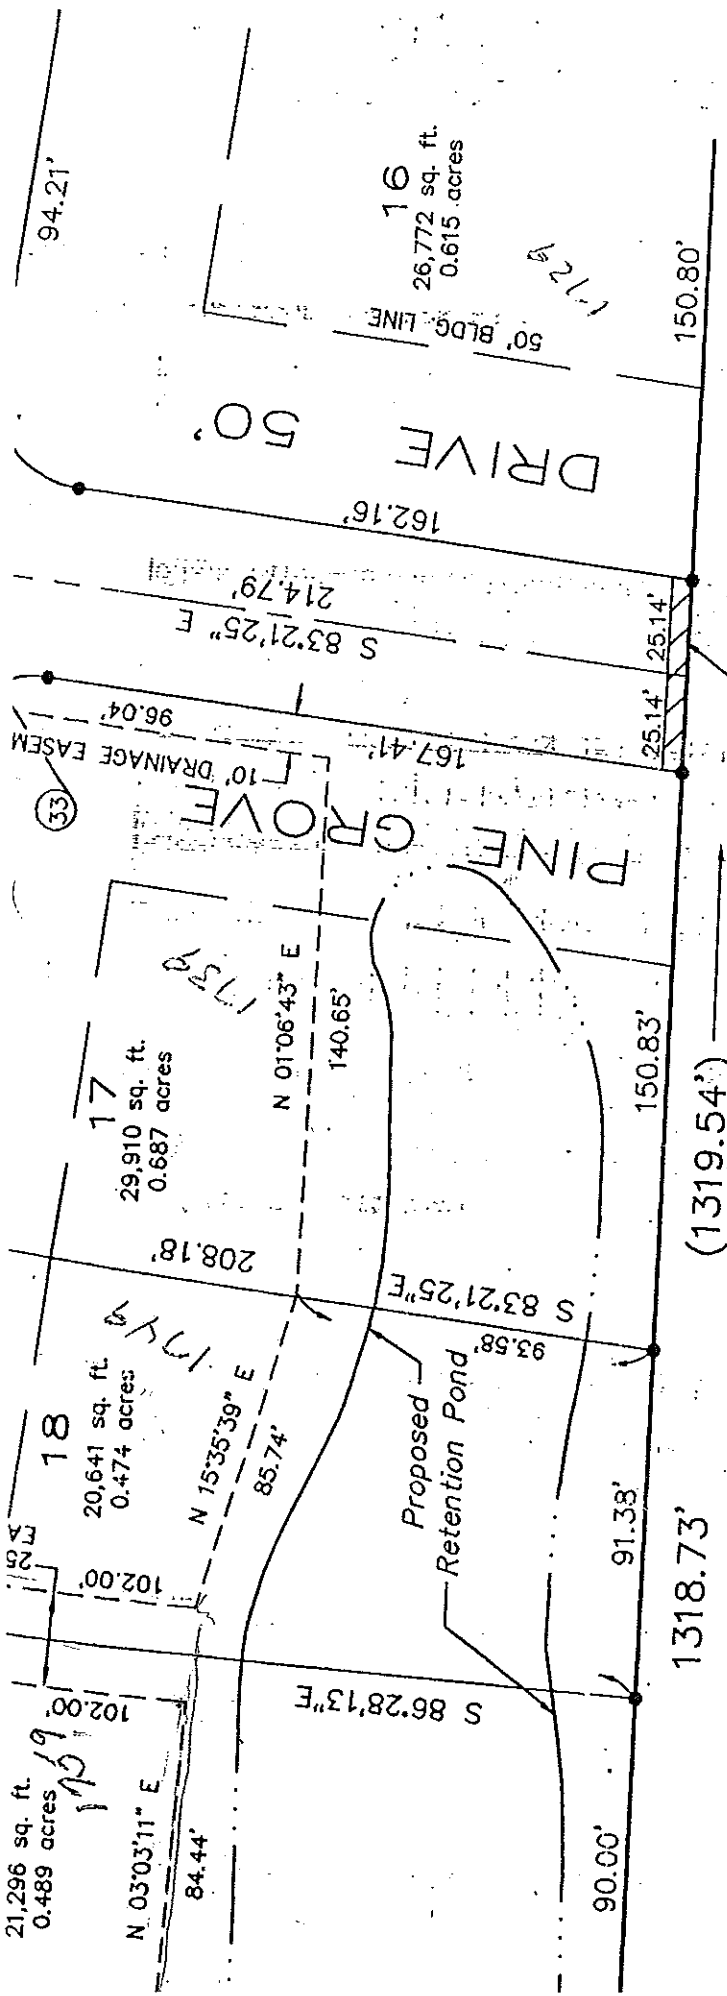 94.21'
16
26,772 sq. ft.
0.615 acres
1729
50' BLDG. LINE
150.80'
DRIVE 50'
162.16'
214.79'
S 83°21'25" E
25.14'
25.14'
96.04'
167.41'
10' DRAINAGE EASEM
33
PINE GROVE
1739
17
29,910 sq. ft.
0.687 acres
N 01°06'43" E
140.65'
150.83'
(1319.54')
208.18'
S 83°21'25"E
93.58'
1749
18
20,641 sq. ft.
0.474 acres
N 15°35'39" E
85.74'
Proposed
Retention Pond
91.38'
1318.73'
25
EA
102.00'
102.00'
S 86°28'13"E
21,296 sq. ft.
0.489 acres
N 03°03'11" E
84.44'
90.00'